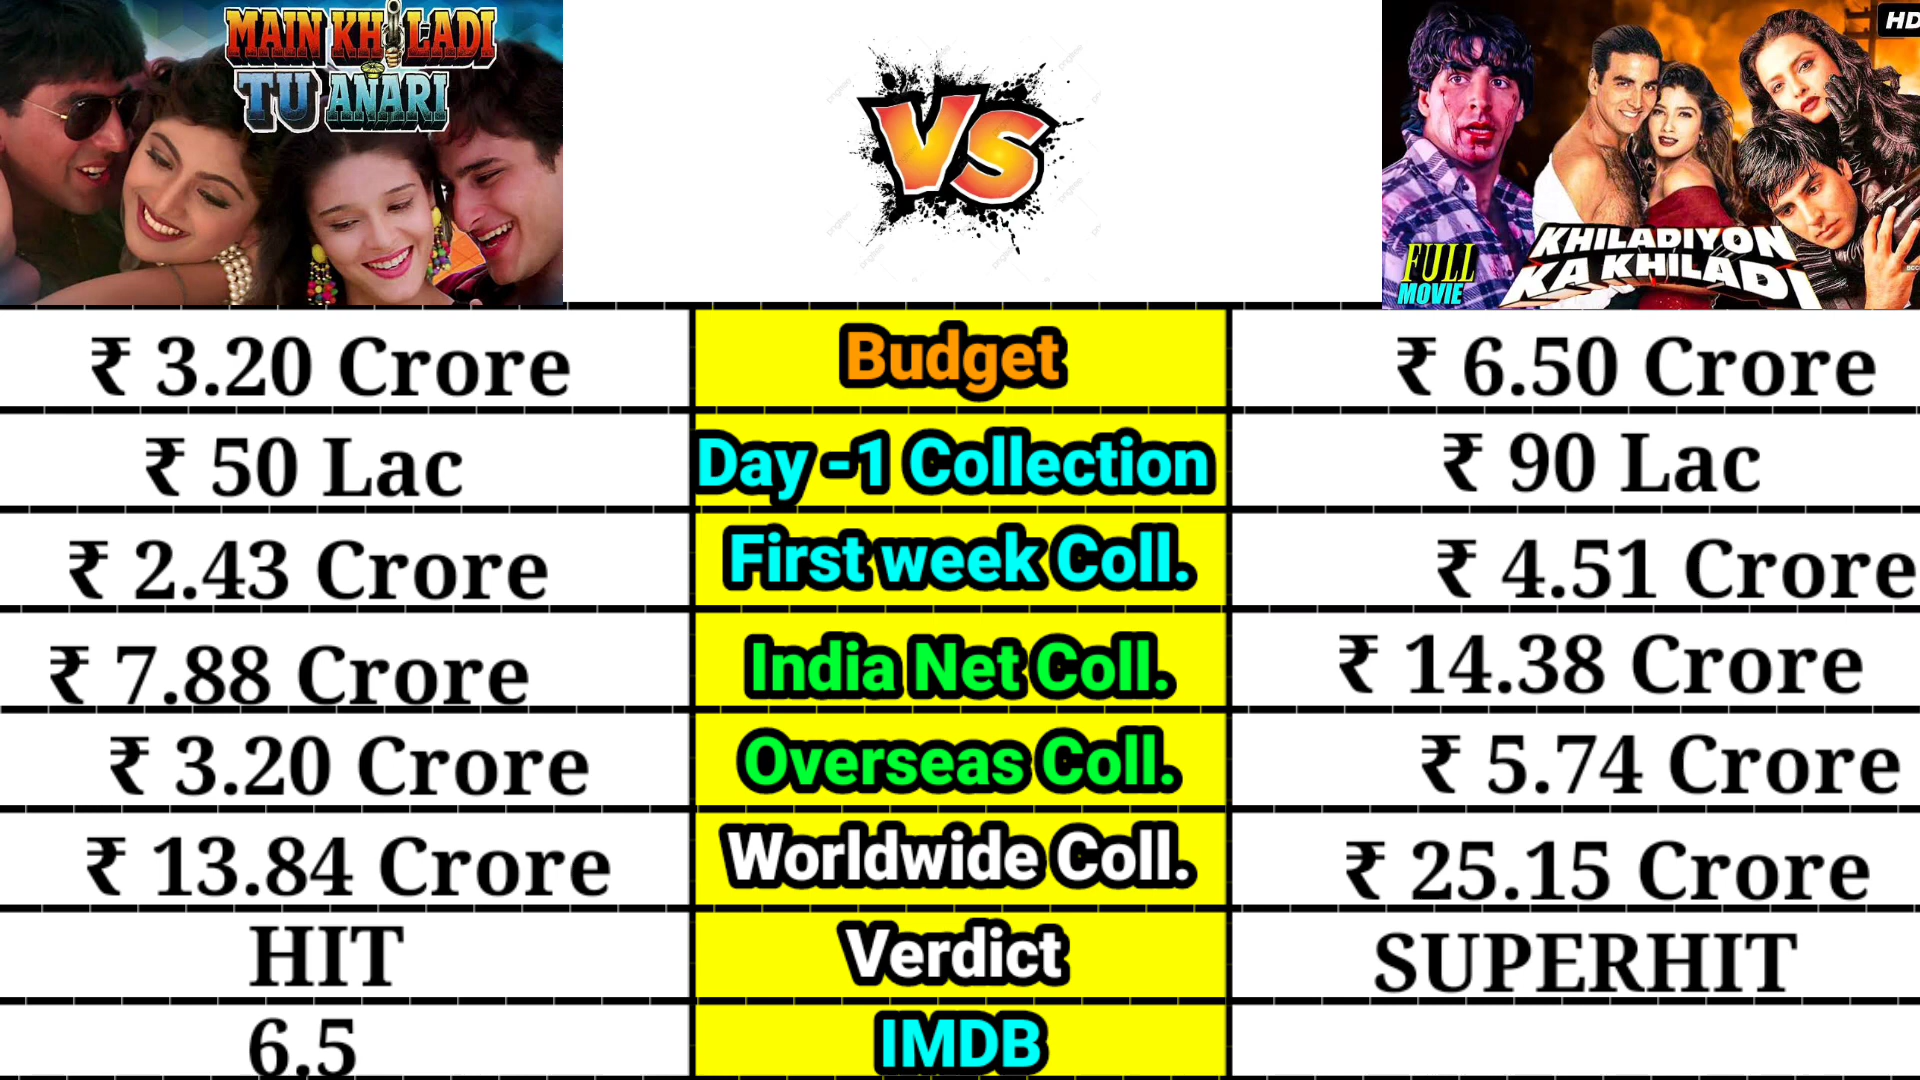 MAIN KHILADI
TU ANARI
VS
HD
FULL
MOVIE
KHILADIYON
KA KHILADI
₹ 3.20 Crore Budget ₹ 6.50 Crore
₹ 50 Lac Day -1 Collection ₹ 90 Lac
₹ 2.43 Crore First week Coll. ₹ 4.51 Crore
₹ 7.88 Crore India Net Coll. ₹ 14.38 Crore
₹ 3.20 Crore Overseas Coll. ₹ 5.74 Crore
₹ 13.84 Crore Worldwide Coll. ₹ 25.15 Crore
HIT Verdict SUPERHIT
6.5 IMDB